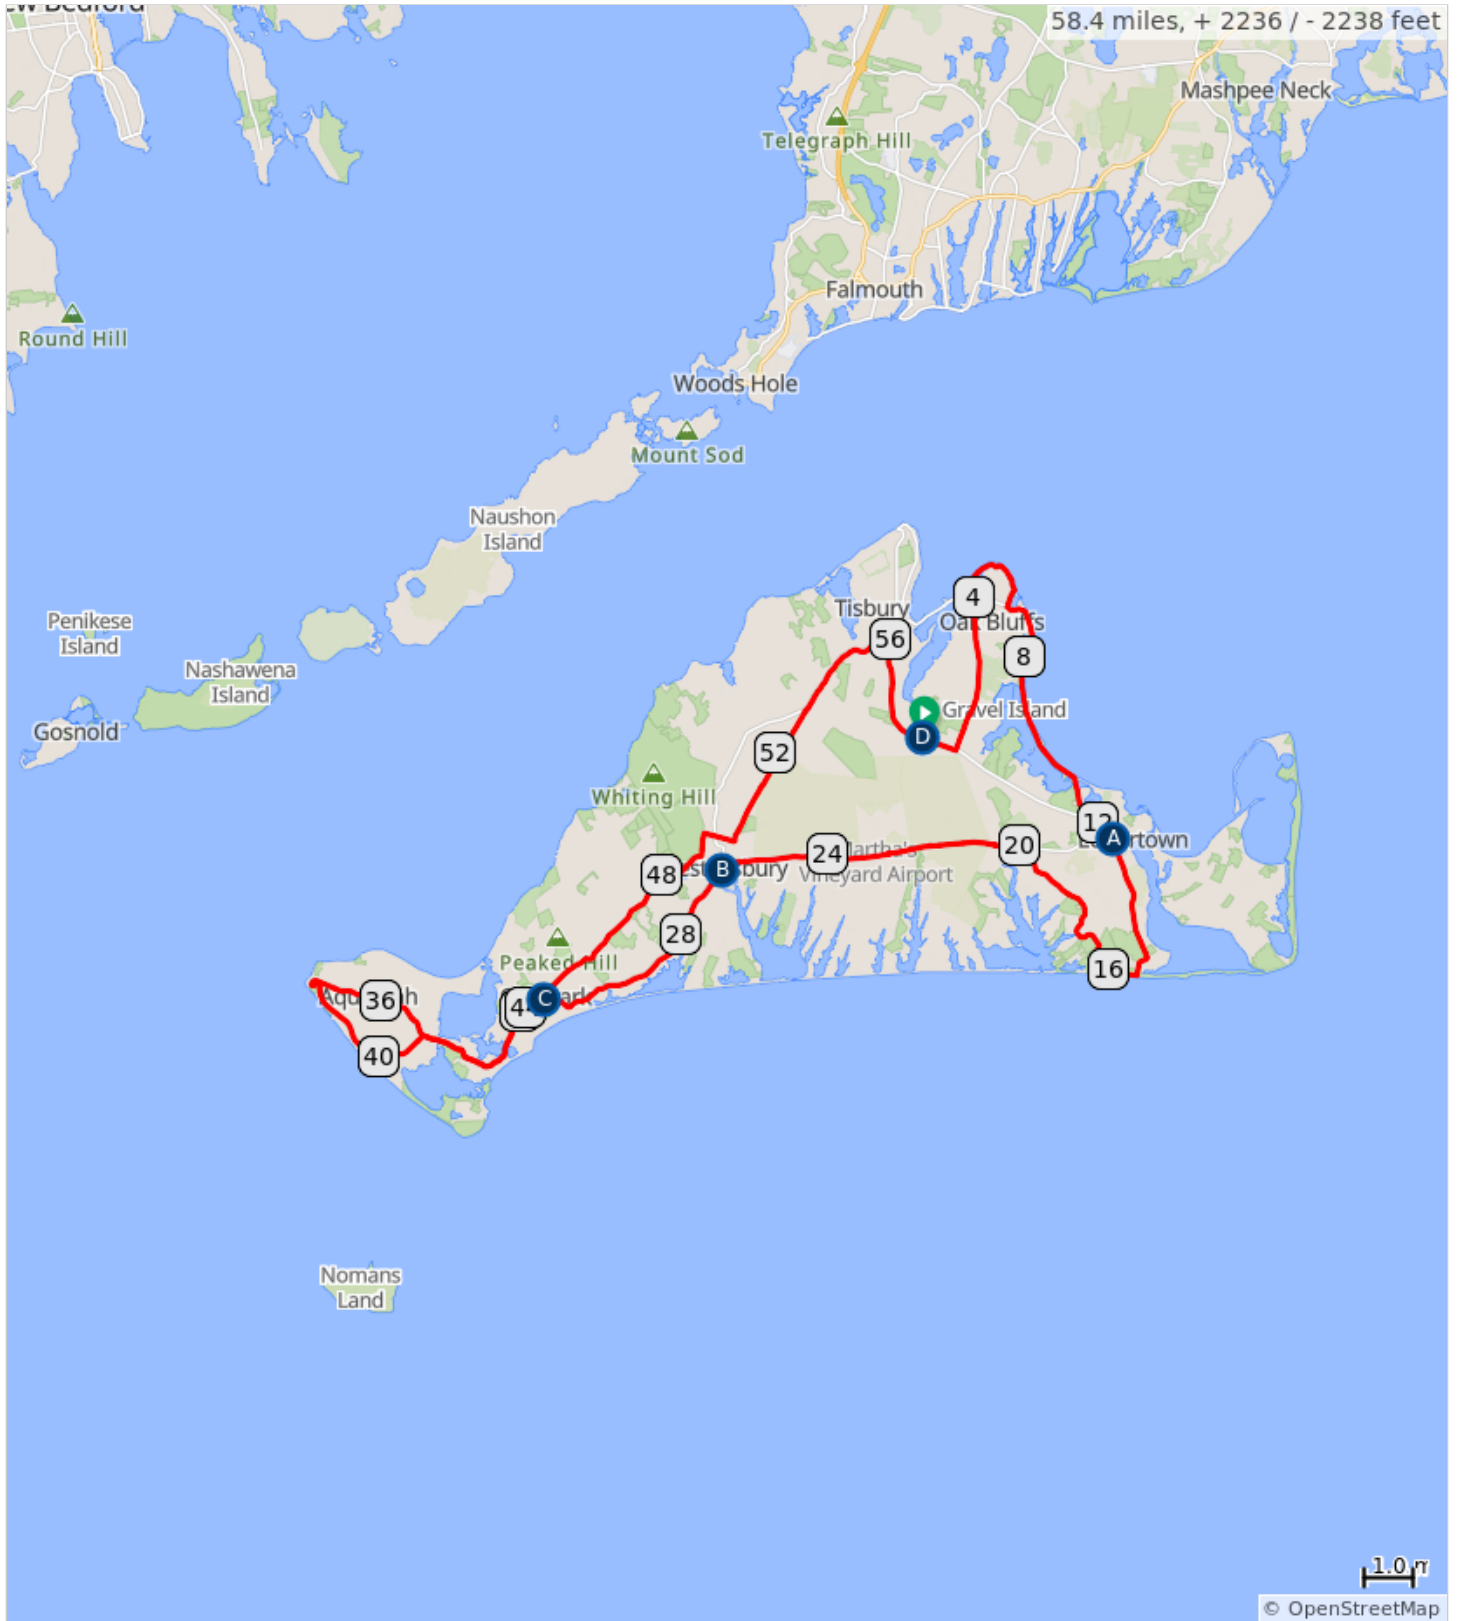 58.4 miles, + 2236 / - 2238 feet
Mashpee Neck
Telegraph Hill
Falmouth
Round Hill
Woods Hole
Mount Sod
Naushon
Island
Penikese
Island
Tisbury
4
56
8
Nashawena
Island
Gravel Island
Gosnold
D
52
Whiting Hill
12
A
20
24
Vineyard Airport
48
B
28
Peaked Hill
16
36
C
40
Nomans
Land
1.0
© OpenStreetMap